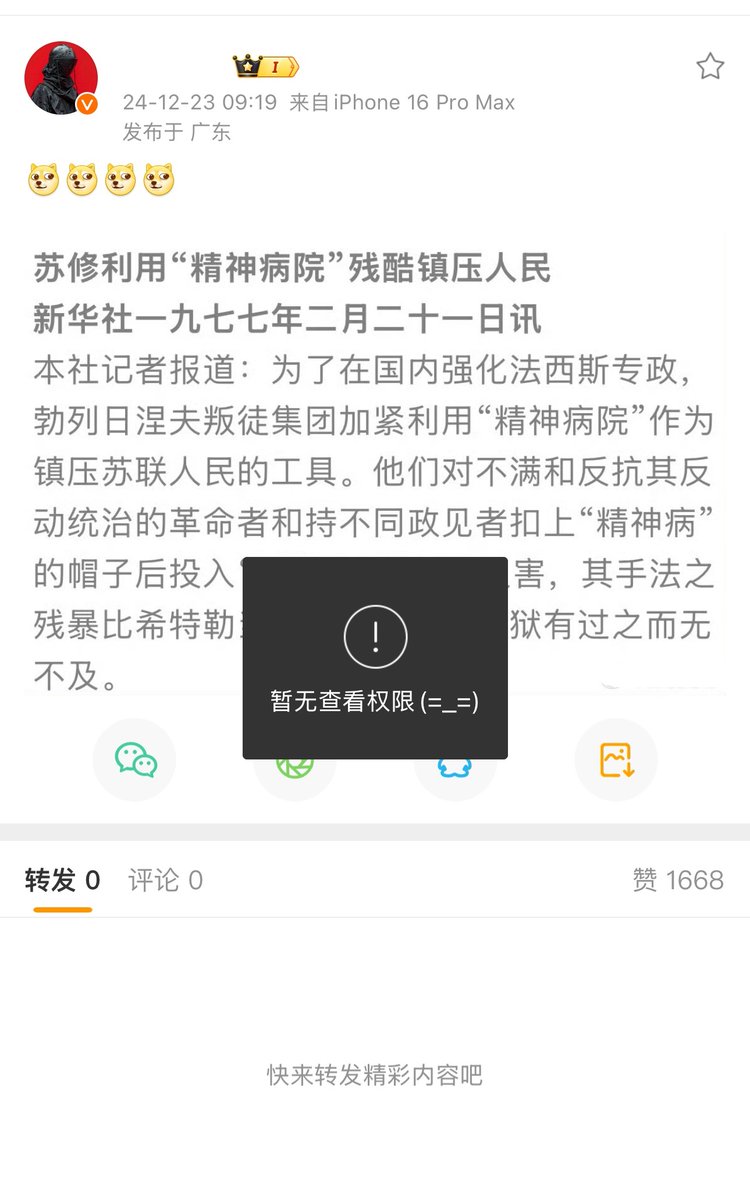 I
24-12-23 09:19 来自iPhone 16 Pro Max
发布于 广东
苏修利用“精神病院”残酷镇压人民
新华社一九七七年二月二十一日讯
本社记者报道：为了在国内强化法西斯专政，
勃列日涅夫叛徒集团加紧利用“精神病院”作为
镇压苏联人民的工具。他们对不满和反抗其反
动统治的革命者和持不同政见者扣上“精神病”
的帽子后投入 害，其手法之
残暴比希特勒 狱有过之而无
不及。
暂无查看权限(=_=)
转发 0 评论 0 赞 1668
快来转发精彩内容吧